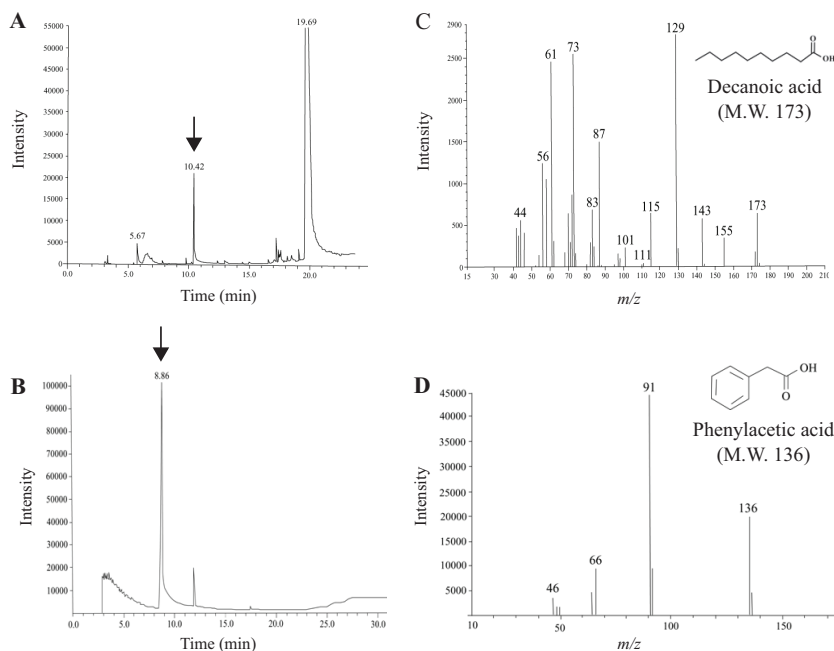 A
Intensity
55000
50000
45000
40000
35000
30000
25000
20000
15000
10000
5000
0
5.67
10.42
19.69
0.0 5.0 10.0 15.0 20.0
Time (min)
B
Intensity
100000
90000
80000
70000
60000
50000
40000
30000
20000
10000
8.86
0.0 5.0 10.0 15.0 20.0 25.0 30.0
Time (min)
C
Intensity
2900
2500
2000
1500
1000
500
0
44
56
61
73
83
87
101
111
115
129
143
155
173
O
OH
Decanoic acid
(M.W. 173)
15 30 40 50 60 70 80 90 100 110 120 130 140 150 160 170 180 190 200 210
m/z
D
Intensity
45000
40000
35000
30000
25000
20000
15000
10000
5000
46
66
91
136
OH
O
Phenylacetic acid
(M.W. 136)
10 50 100 150
m/z